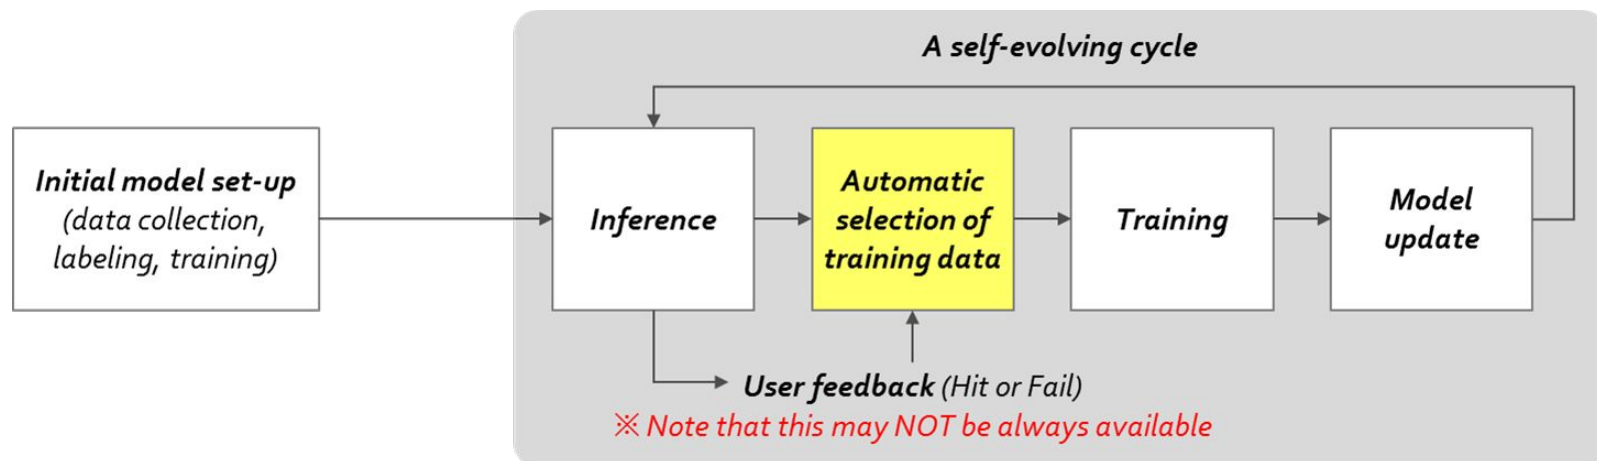 A self-evolving cycle
Initial model set-up
(data collection,
labeling, training)
Inference
Automatic
selection of
training data
Training
Model
update
User feedback (Hit or Fail)
※ Note that this may NOT be always available